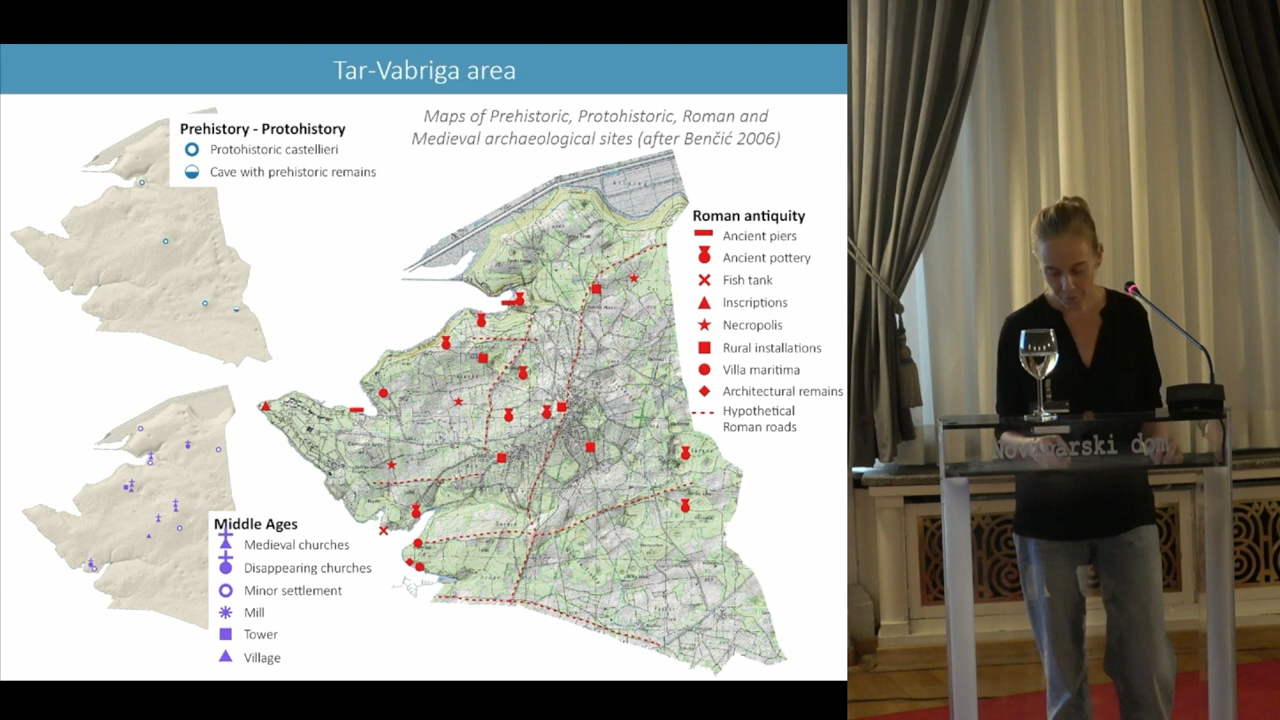 Tar-Vabriga area
Maps of Prehistoric, Protohistoric, Roman and
Medieval archaeological sites (after Benčić 2006)
Prehistory - Protohistory
Protohistoric castellieri
Cave with prehistoric remains
Roman antiquity
Ancient piers
Ancient pottery
Fish tank
Inscriptions
Necropolis
Rural installations
Villa maritima
Architectural remains
Hypothetical
Roman roads
Middle Ages
Medieval churches
Disappearing churches
Minor settlement
Mill
Tower
Village
Novinarski dom